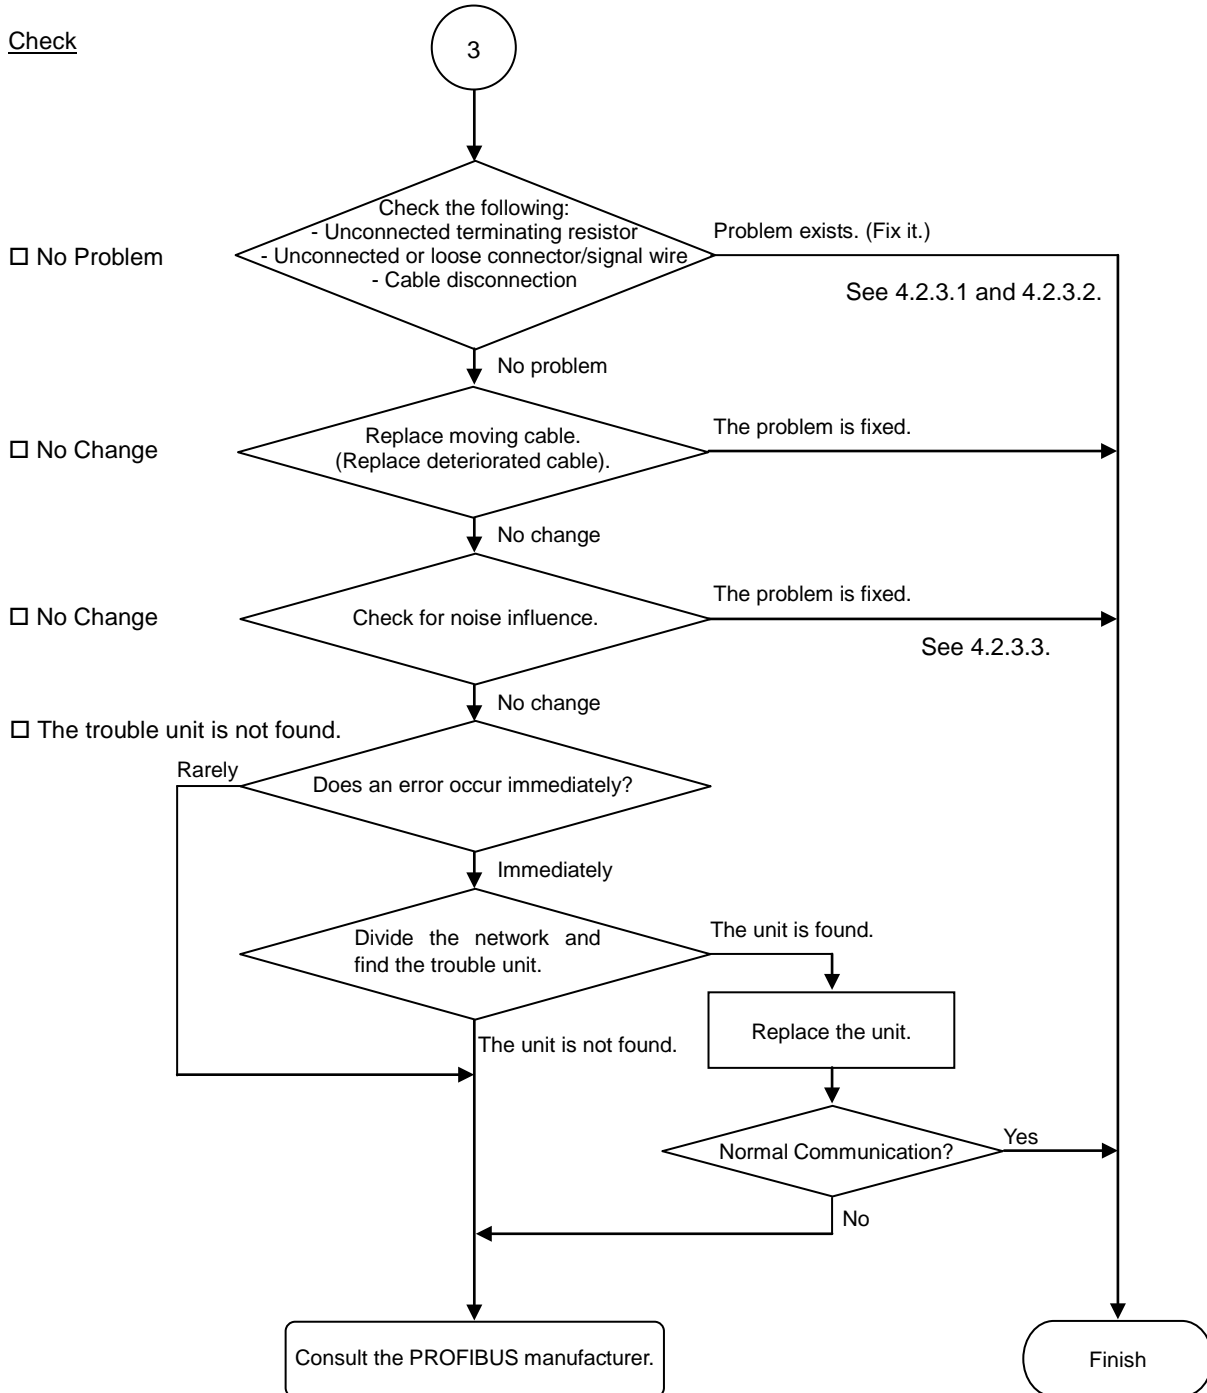 Check
3
Check the following:
- Unconnected terminating resistor
- Unconnected or loose connector/signal wire
- Cable disconnection
Problem exists. (Fix it.)
□ No Problem
See 4.2.3.1 and 4.2.3.2.
No problem
Replace moving cable.
(Replace deteriorated cable).
The problem is fixed.
□ No Change
No change
Check for noise influence.
The problem is fixed.
□ No Change
See 4.2.3.3.
No change
□ The trouble unit is not found.
Rarely
Does an error occur immediately?
Immediately
Divide the network and
find the trouble unit.
The unit is found.
Replace the unit.
The unit is not found.
Normal Communication?
Yes
No
Consult the PROFIBUS manufacturer.
Finish